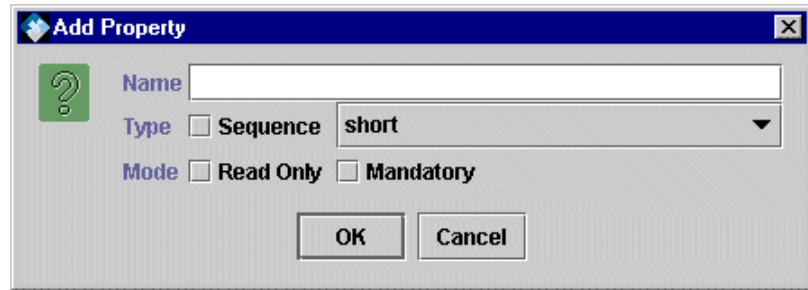 Add Property
Name
Type Sequence short
Mode Read Only Mandatory
OK Cancel